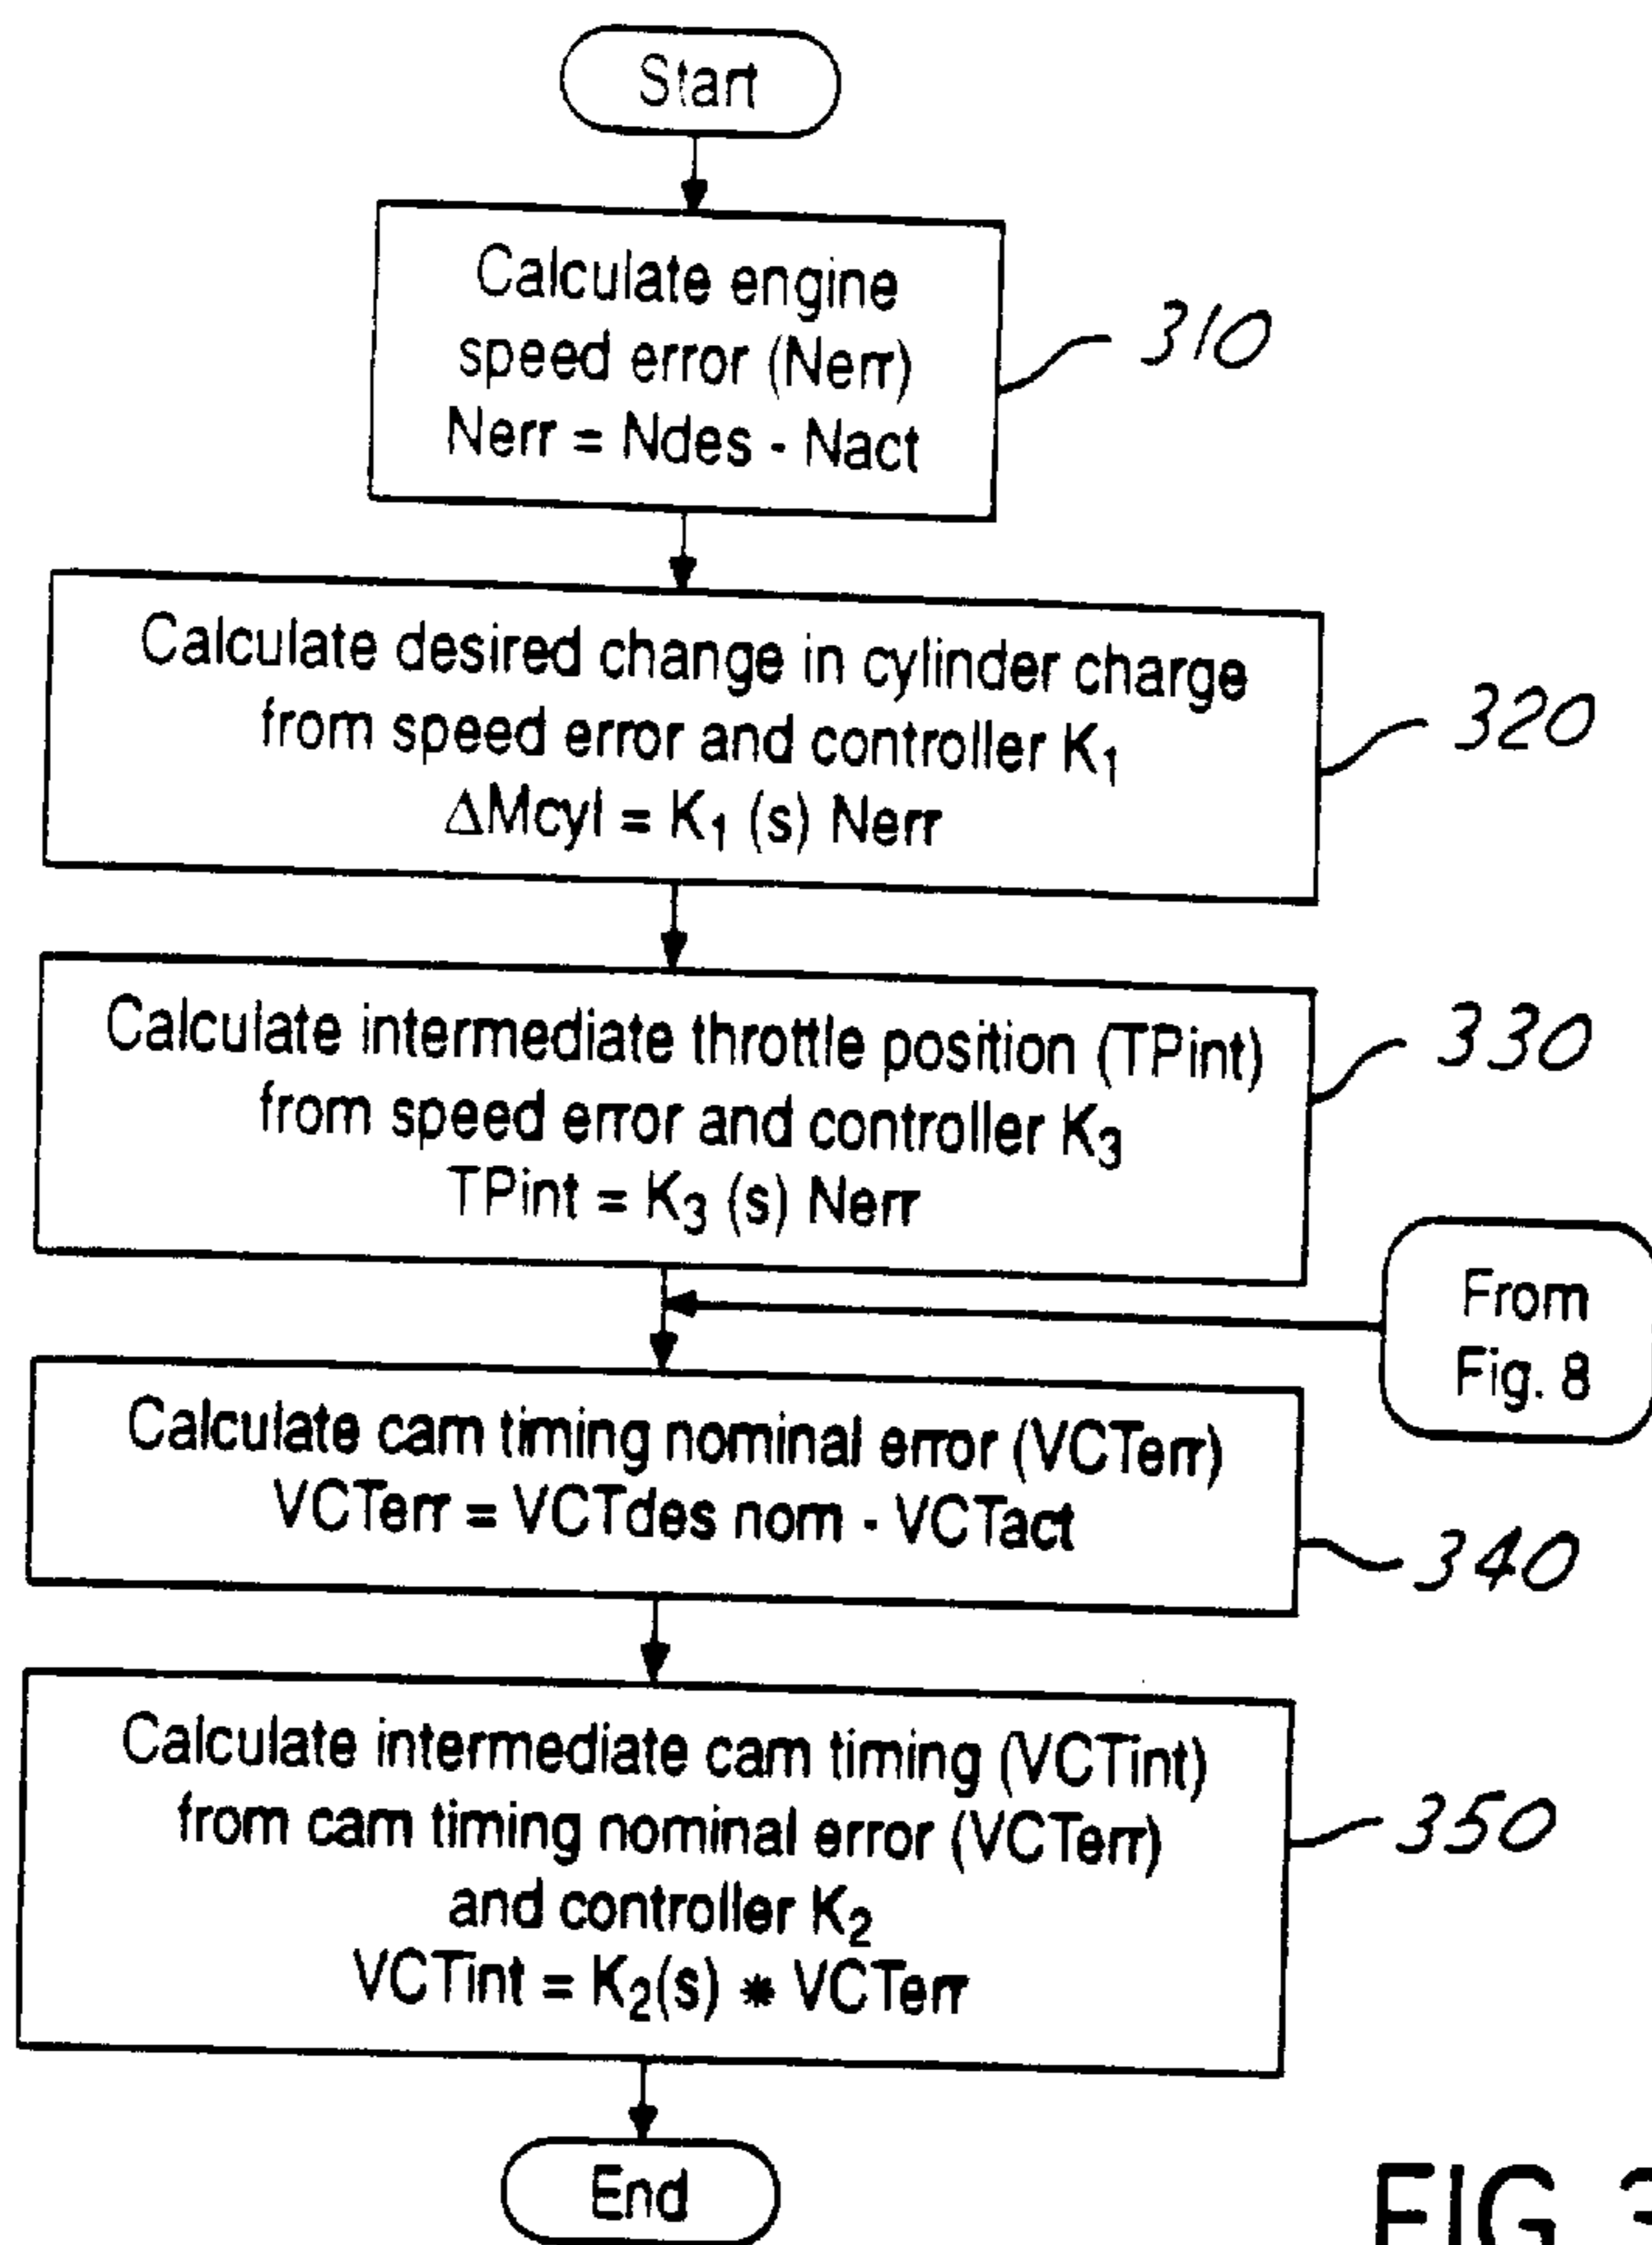 Start
Calculate engine
speed error (Nerr)
Nerr = Ndes - Nact
310
Calculate desired change in cylinder charge
from speed error and controller K₁
ΔMcyl = K₁ (s) Nerr
320
Calculate intermediate throttle position (TPint)
from speed error and controller K₃
TPint = K₃ (s) Nerr
330
From
Fig. 8
Calculate cam timing nominal error (VCTerr)
VCTerr = VCTdes nom - VCTact
340
Calculate intermediate cam timing (VCTint)
from cam timing nominal error (VCTerr)
and controller K₂
VCTint = K₂(s) * VCTerr
350
End
FIG. 3